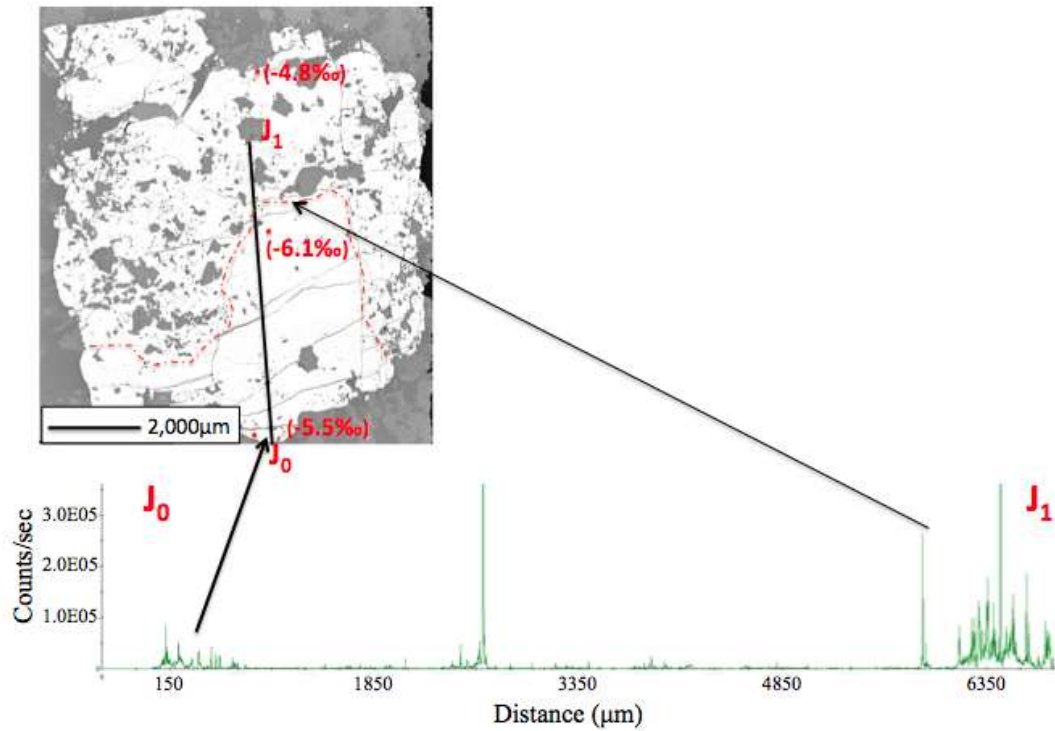 (-4.8‰)
J1
(-6.1‰)
2,000µm
(-5.5‰)
J0
J0
J1
Counts/sec
3.0E05
2.0E05
1.0E05
150 1850 3350 4850 6350
Distance (µm)